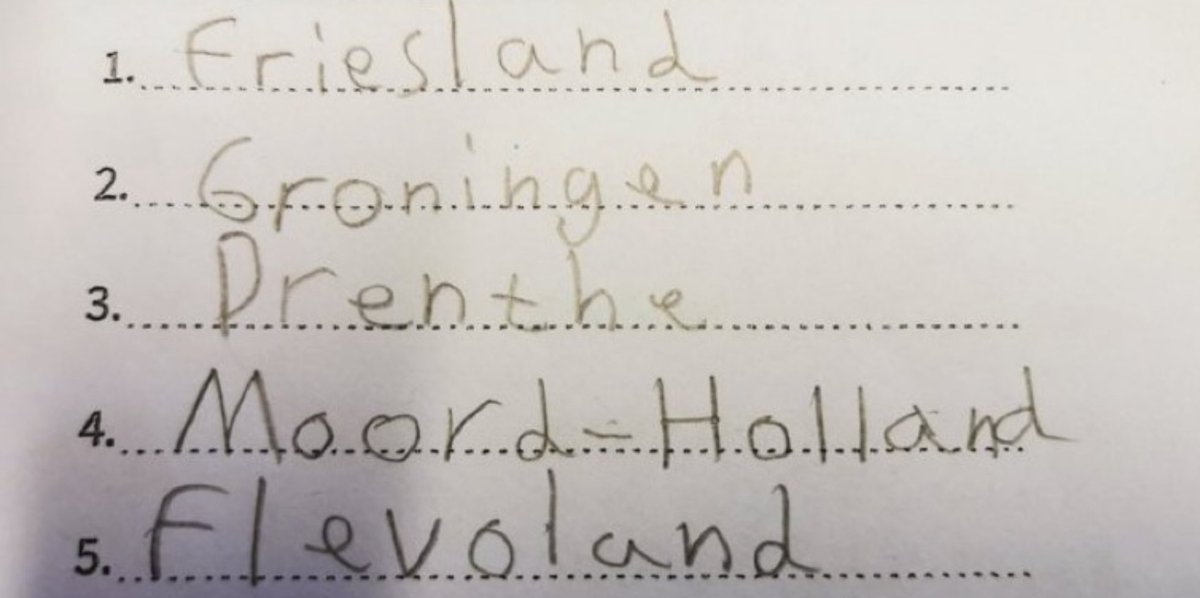 1. Friesland
2. Groningen
3. Drenthe
4. Moord-Holland
5. Flevoland